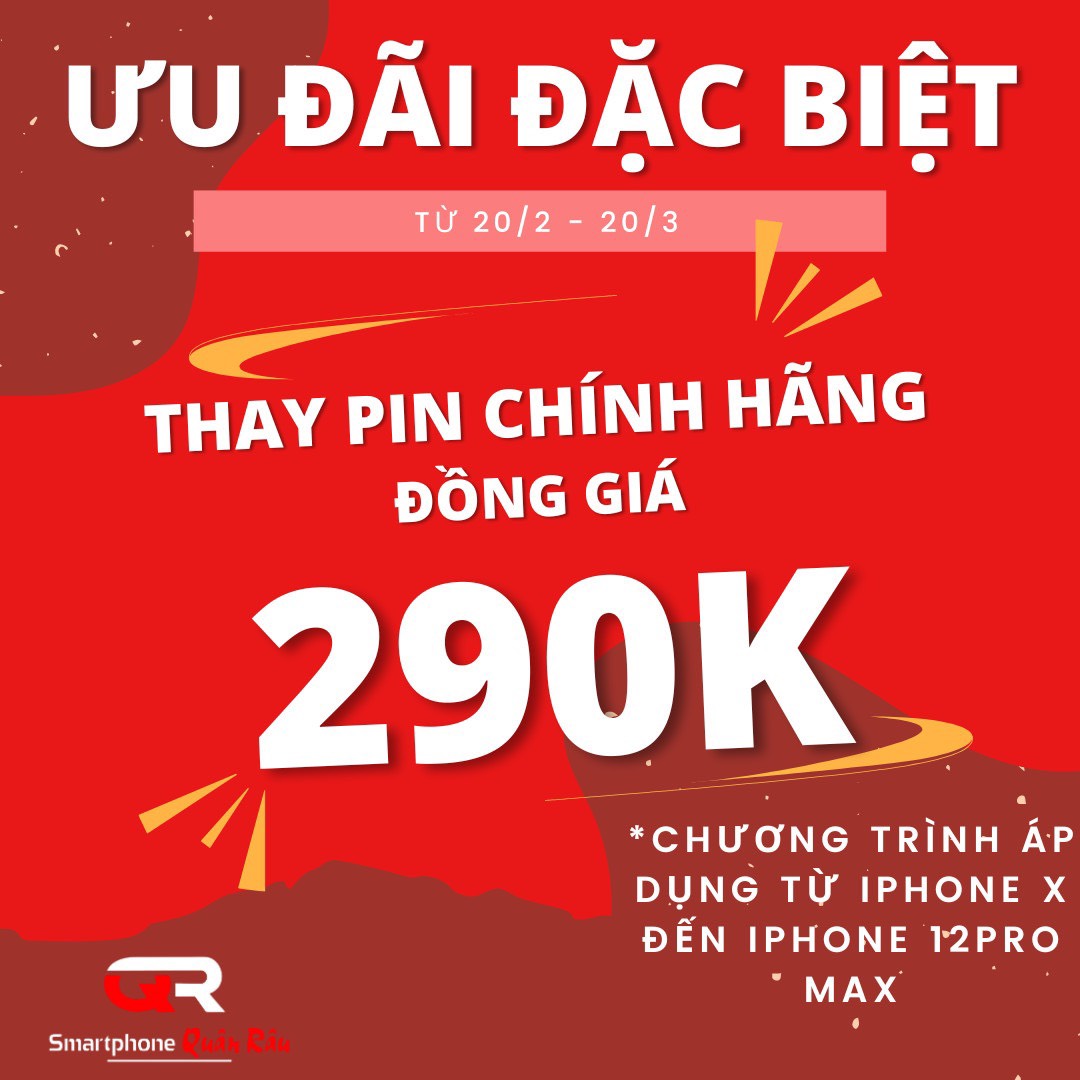 ƯU ĐÃI ĐẶC BIỆT
TỪ 20/2 - 20/3
THAY PIN CHÍNH HÃNG
ĐỒNG GIÁ
290K
*CHƯƠNG TRÌNH ÁP
DỤNG TỪ IPHONE X
ĐẾN IPHONE 12PRO
MAX
QR
Smartphone Quân Râu